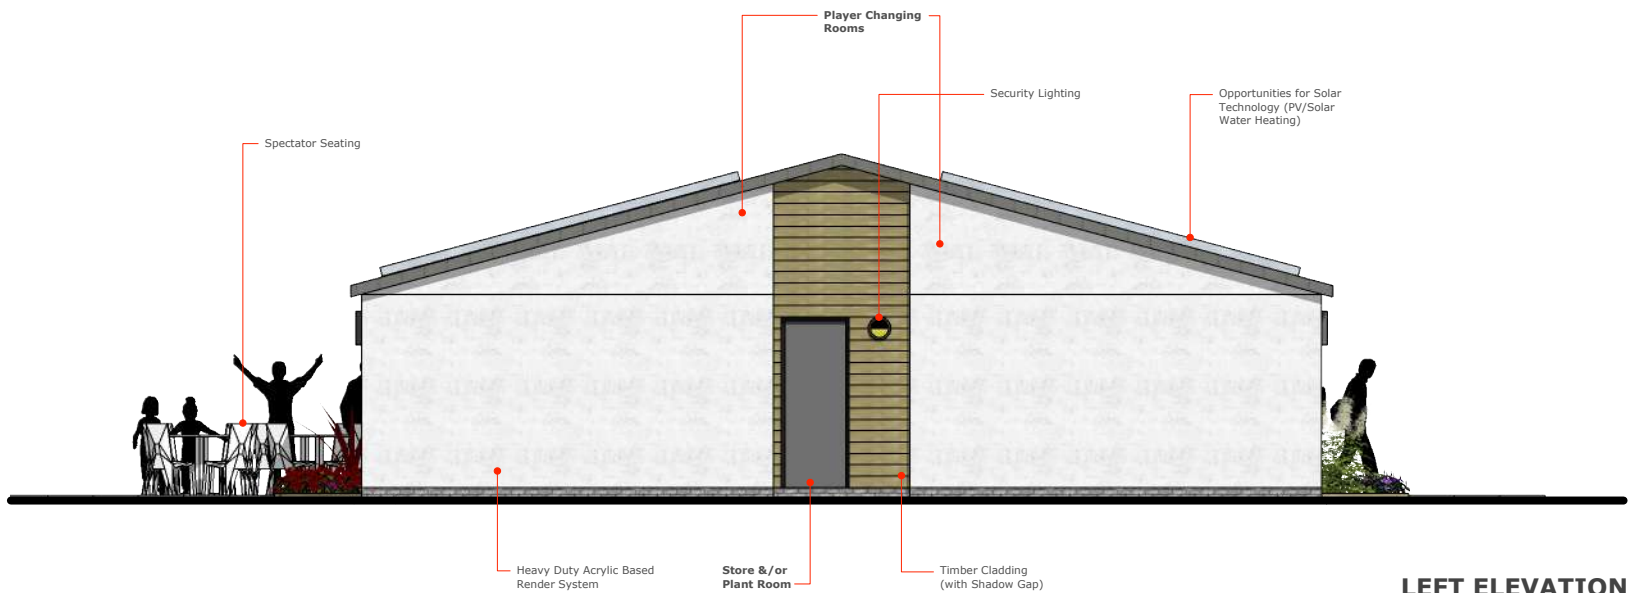 Player Changing
Rooms
Security Lighting
Opportunities for Solar
Technology (PV/Solar
Water Heating)
Spectator Seating
Heavy Duty Acrylic Based
Render System
Store &/or
Plant Room
Timber Cladding
(with Shadow Gap)
LEFT ELEVATION